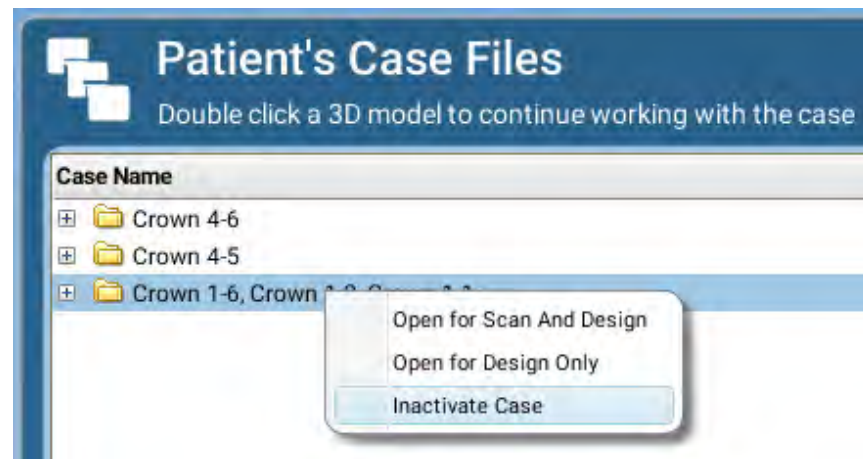 Patient's Case Files
Double click a 3D model to continue working with the case
Case Name
Crown 4-6
Crown 4-5
Crown 1-6, Crown
Open for Scan And Design
Open for Design Only
Inactivate Case